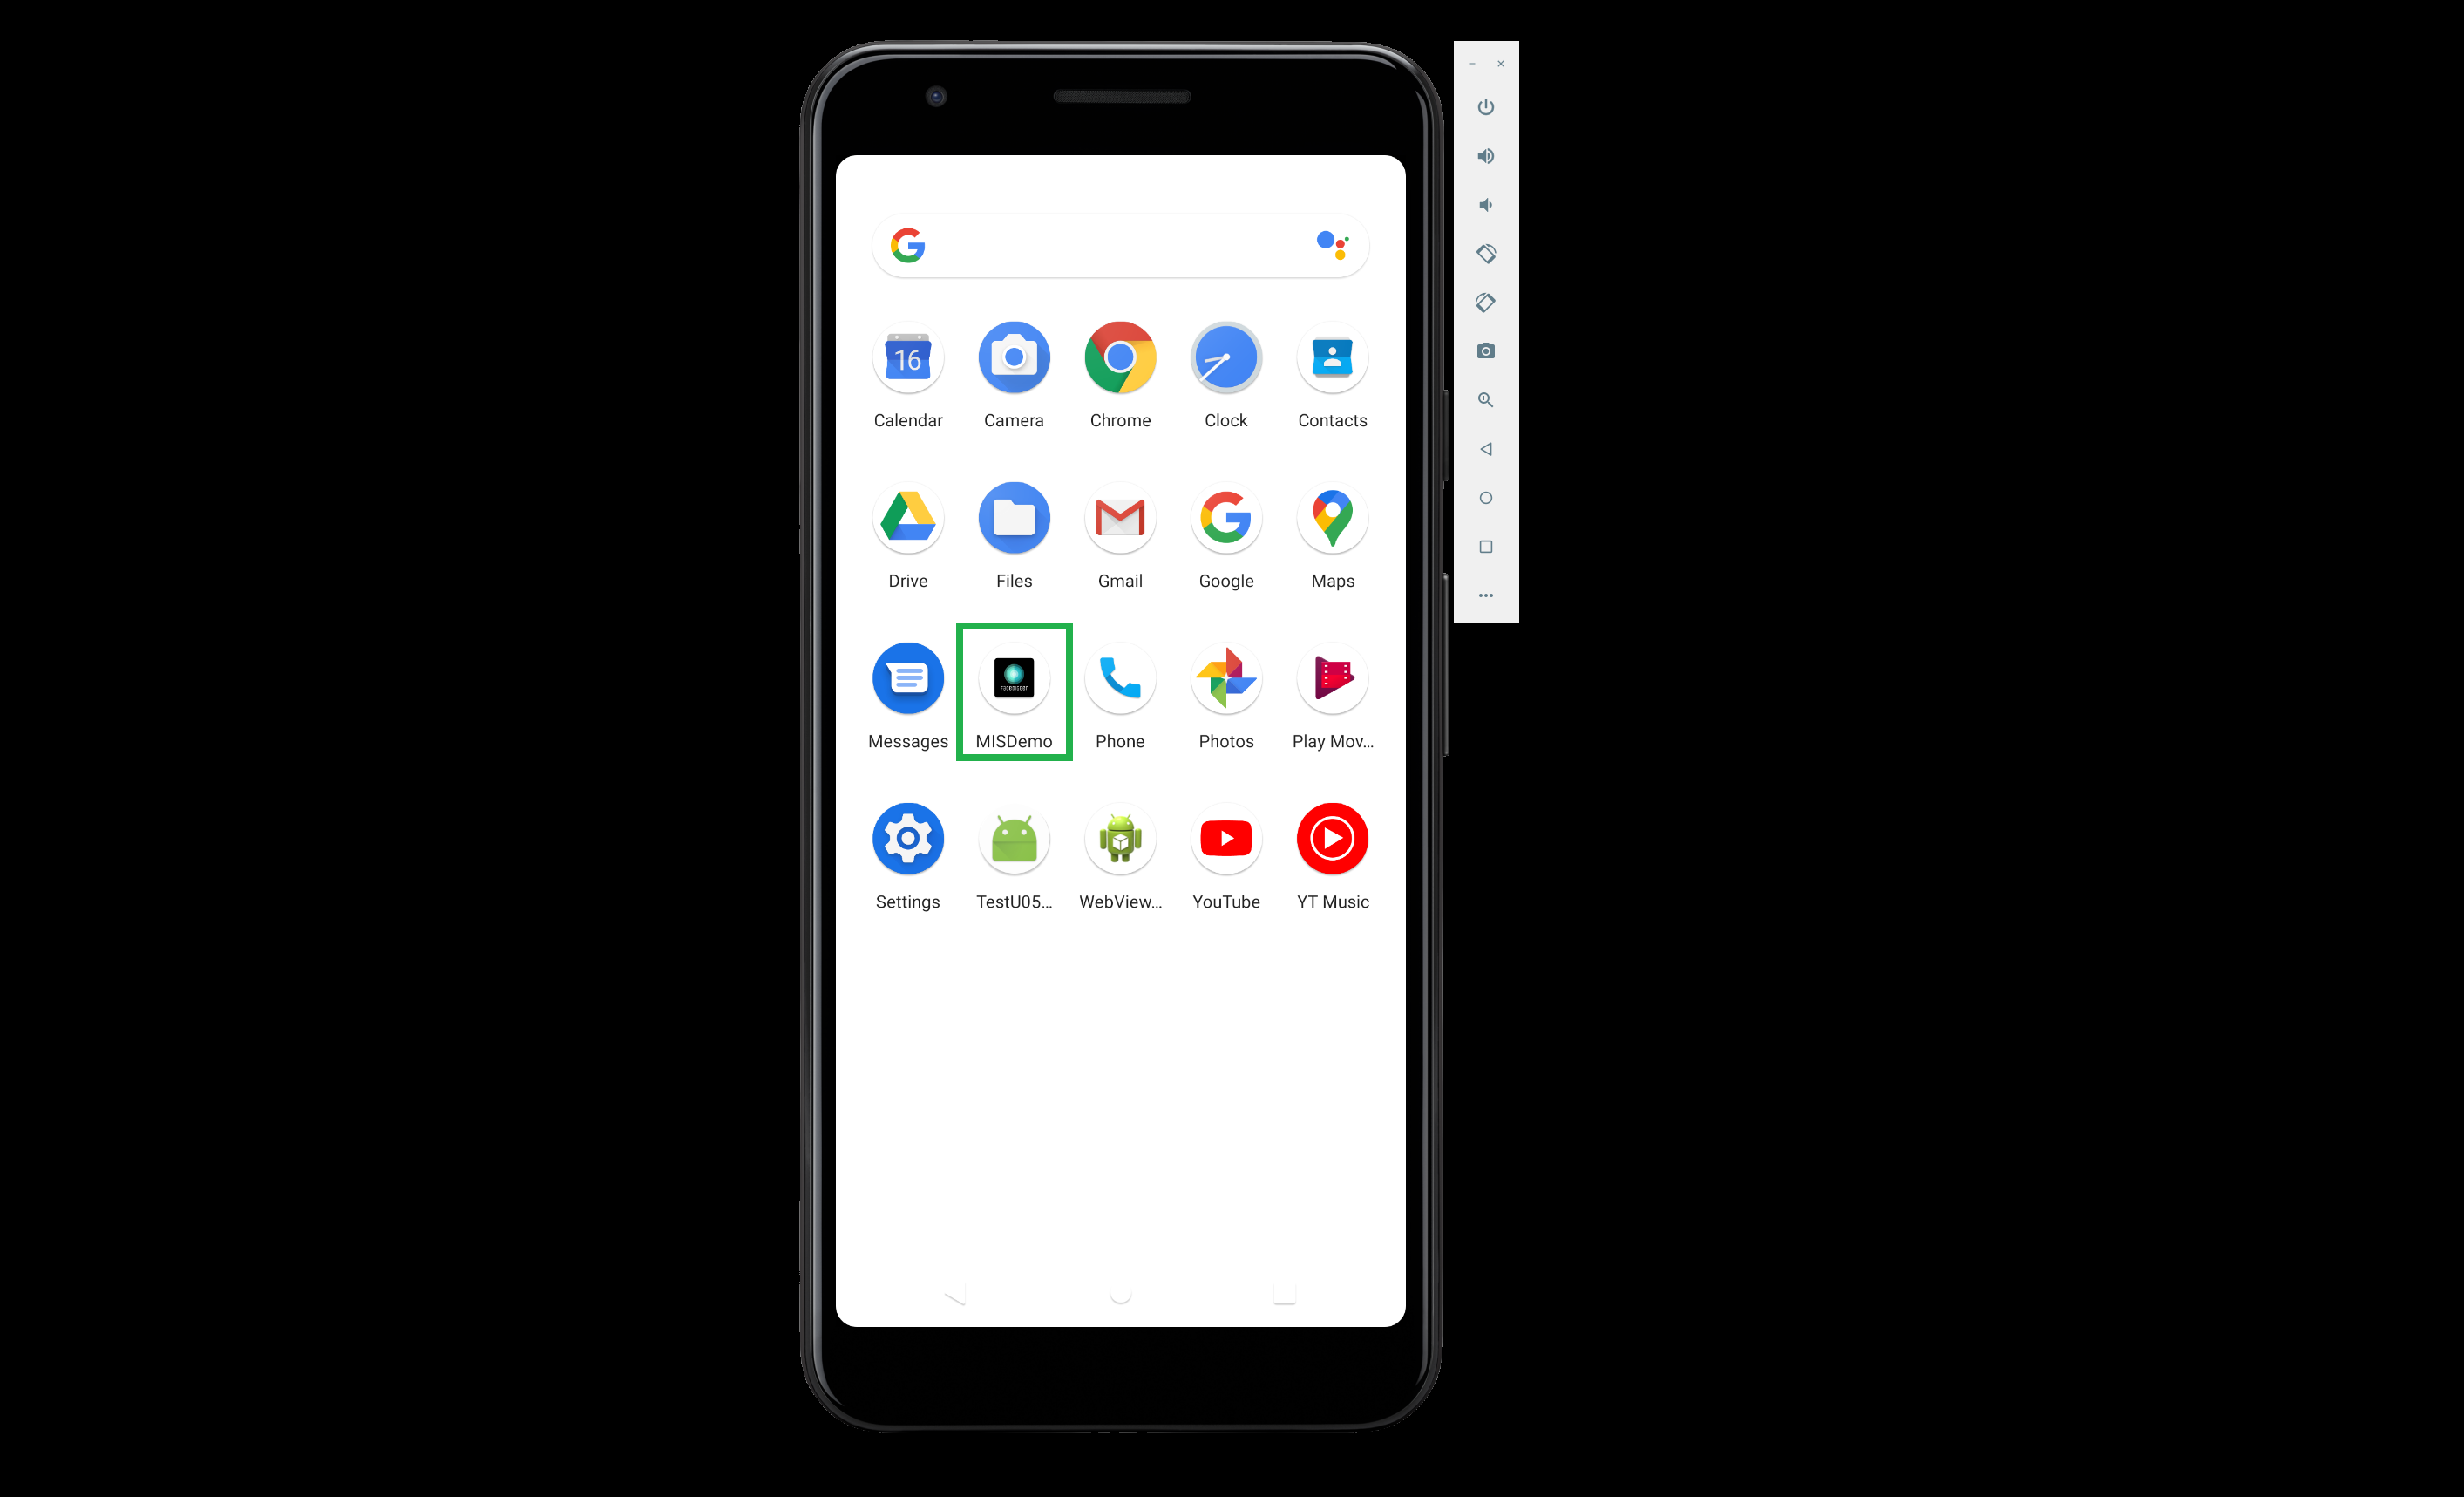 16
Calendar
Camera
Chrome
Clock
Contacts
Drive
Files
Gmail
Google
Maps
Messages
MISDemo
Phone
Photos
Play Mov...
Settings
TestU05...
WebView...
YouTube
YT Music